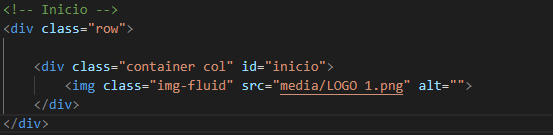 <!-- Inicio -->
<div class="row">
<div class="container col" id="inicio">
<img class="img-fluid" src="media/LOGO 1.png" alt="">
</div>
</div>